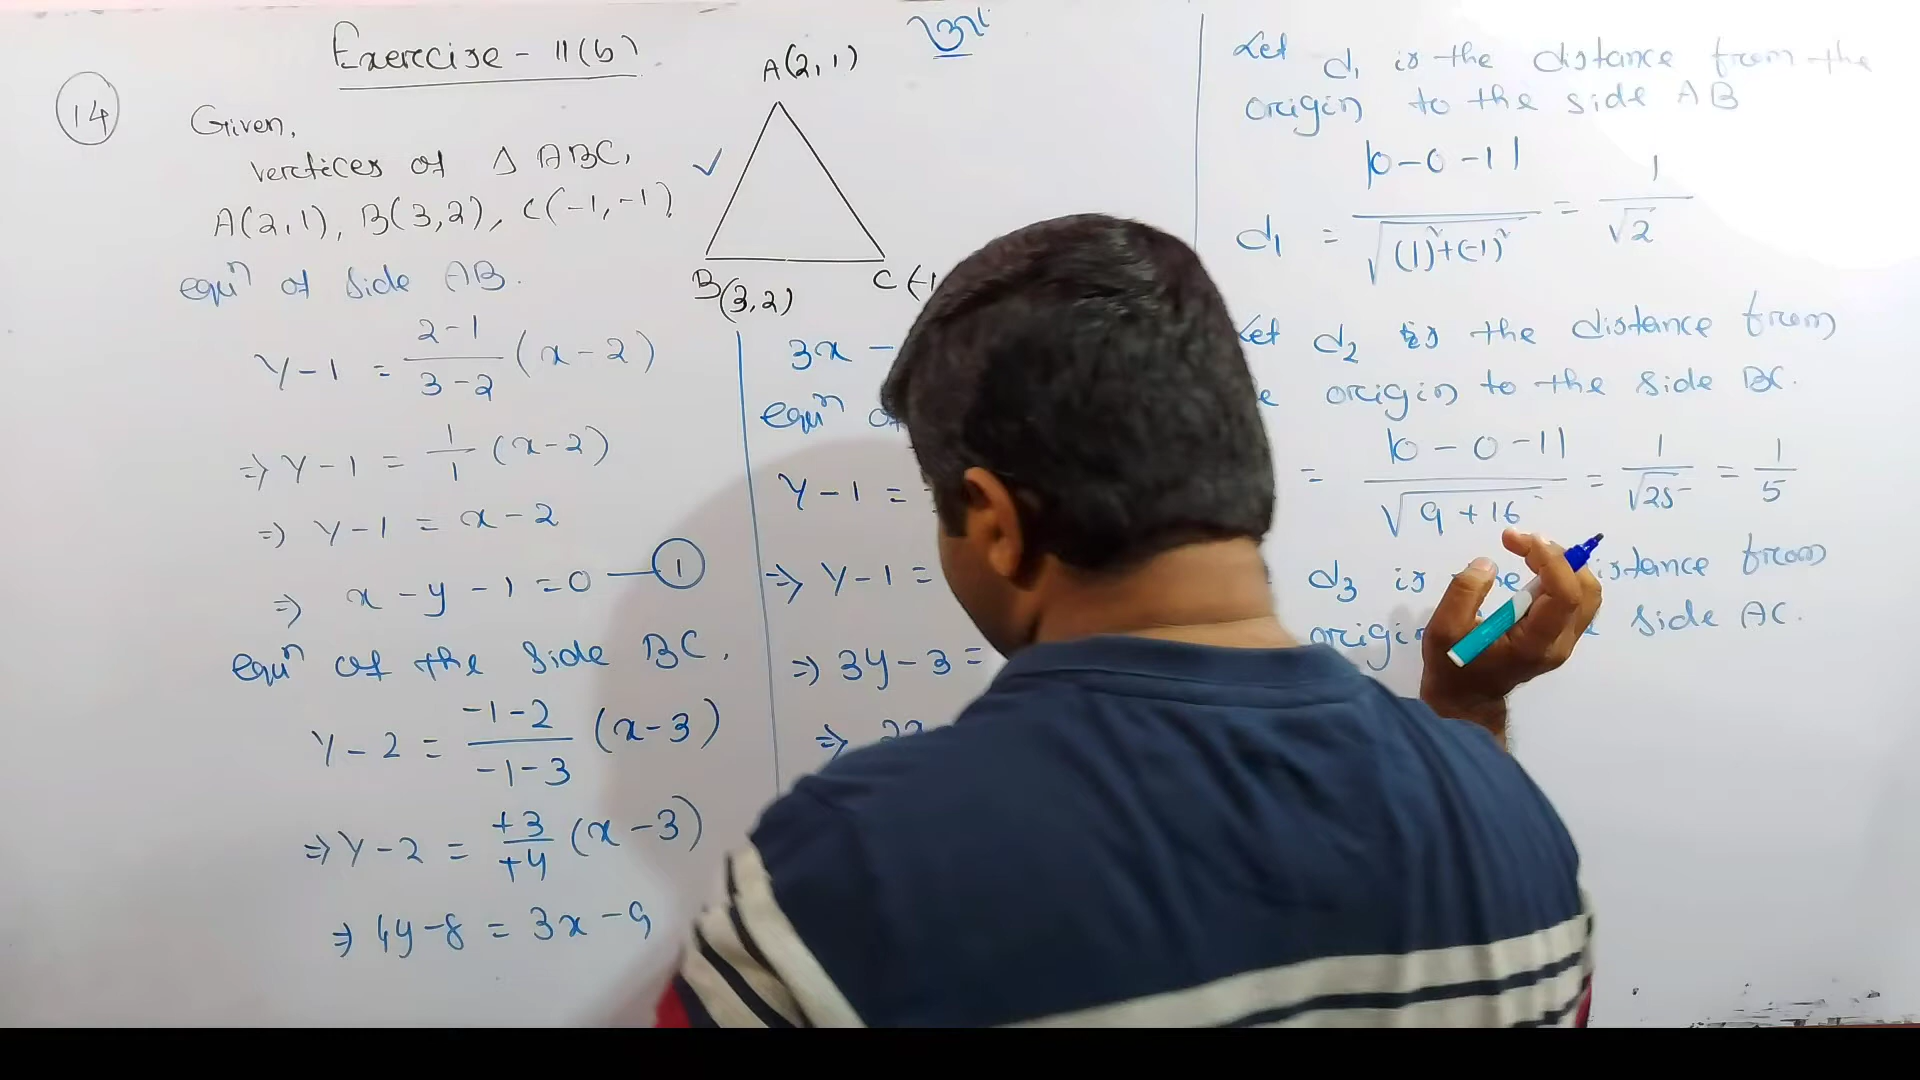 Exercise - 11(b)
14
Given,
vertices of Δ ABC,
A(2,1), B(3,2), C(-1,-1).
equⁿ of side AB.
Y-1 = 2-1/3-2 (x-2)
⇒ Y-1 = 1/1 (x-2)
⇒ Y-1 = x-2
⇒ x-y-1=0 — 1
equⁿ of the side BC,
Y-2 = -1-2/-1-3 (x-3)
⇒ Y-2 = +3/+4 (x-3)
⇒ 4y-8 = 3x-9
A(2,1)
B(3,2)
C(-1
3x -
equⁿ
Y-1 =
⇒ Y-1 =
⇒ 3y-3 =
⇒
Let d₁ is the distance from the
origin to the side AB
d₁ = |0-0-1|/√(1)²+(-1)² = 1/√2
Let d₂ is the distance from
origin to the side BC.
= |0-0-1|/√9+16 = 1/√25 = 1/5
d₃ is distance from
side AC.